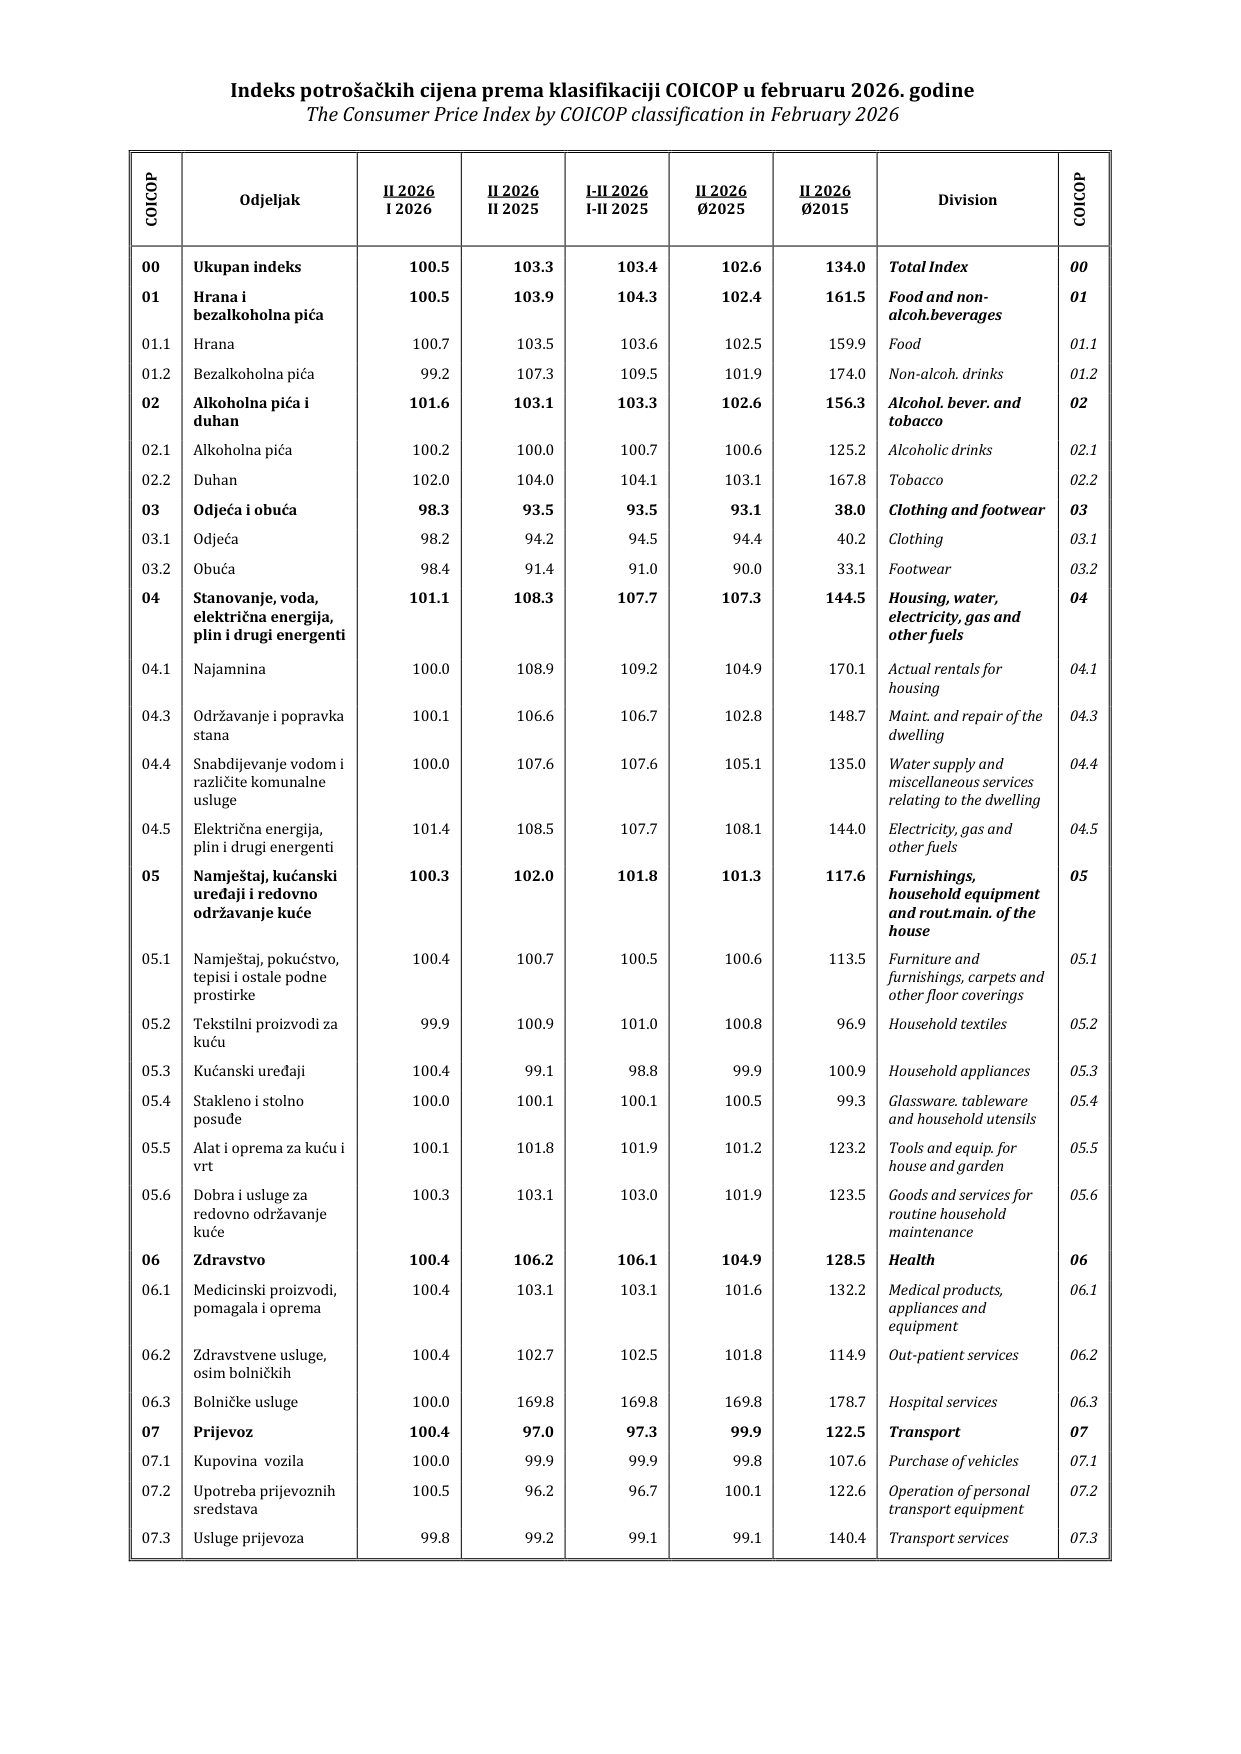 Indeks potrošačkih cijena prema klasifikaciji COICOP u februaru 2026. godine
The Consumer Price Index by COICOP classification in February 2026
COICOP Odjeljak II 2026 I 2026 II 2026 II 2025 I-II 2026 I-II 2025 II 2026 Ø2025 II 2026 Ø2015 Division COICOP
00 Ukupan indeks 100.5 103.3 103.4 102.6 134.0 Total Index 00
01 Hrana i 100.5 103.9 104.3 102.4 161.5 Food and non- 01
bezalkoholna pića alcoh.beverages
01.1 Hrana 100.7 103.5 103.6 102.5 159.9 Food 01.1
01.2 Bezalkoholna pića 99.2 107.3 109.5 101.9 174.0 Non-alcoh. drinks 01.2
02 Alkoholna pića i 101.6 103.1 103.3 102.6 156.3 Alcohol. bever. and 02
duhan tobacco
02.1 Alkoholna pića 100.2 100.0 100.7 100.6 125.2 Alcoholic drinks 02.1
02.2 Duhan 102.0 104.0 104.1 103.1 167.8 Tobacco 02.2
03 Odjeća i obuća 98.3 93.5 93.5 93.1 38.0 Clothing and footwear 03
03.1 Odjeća 98.2 94.2 94.5 94.4 40.2 Clothing 03.1
03.2 Obuća 98.4 91.4 91.0 90.0 33.1 Footwear 03.2
04 Stanovanje, voda, 101.1 108.3 107.7 107.3 144.5 Housing, water, 04
električna energija, electricity, gas and
plin i drugi energenti other fuels
04.1 Najamnina 100.0 108.9 109.2 104.9 170.1 Actual rentals for 04.1
housing
04.3 Održavanje i popravka 100.1 106.6 106.7 102.8 148.7 Maint. and repair of the 04.3
stana dwelling
04.4 Snabdijevanje vodom i 100.0 107.6 107.6 105.1 135.0 Water supply and 04.4
različite komunalne miscellaneous services
usluge relating to the dwelling
04.5 Električna energija, 101.4 108.5 107.7 108.1 144.0 Electricity, gas and 04.5
plin i drugi energenti other fuels
05 Namještaj, kućanski 100.3 102.0 101.8 101.3 117.6 Furnishings, 05
uređaji i redovno household equipment
održavanje kuće and rout.main. of the
house
05.1 Namještaj, pokućstvo, 100.4 100.7 100.5 100.6 113.5 Furniture and 05.1
tepisi i ostale podne furnishings, carpets and
prostirke other floor coverings
05.2 Tekstilni proizvodi za 99.9 100.9 101.0 100.8 96.9 Household textiles 05.2
kuću
05.3 Kućanski uređaji 100.4 99.1 98.8 99.9 100.9 Household appliances 05.3
05.4 Stakleno i stolno 100.0 100.1 100.1 100.5 99.3 Glassware. tableware 05.4
posuđe and household utensils
05.5 Alat i oprema za kuću i 100.1 101.8 101.9 101.2 123.2 Tools and equip. for 05.5
vrt house and garden
05.6 Dobra i usluge za 100.3 103.1 103.0 101.9 123.5 Goods and services for 05.6
redovno održavanje routine household
kuće maintenance
06 Zdravstvo 100.4 106.2 106.1 104.9 128.5 Health 06
06.1 Medicinski proizvodi, 100.4 103.1 103.1 101.6 132.2 Medical products, 06.1
pomagala i oprema appliances and
equipment
06.2 Zdravstvene usluge, 100.4 102.7 102.5 101.8 114.9 Out-patient services 06.2
osim bolničkih
06.3 Bolničke usluge 100.0 169.8 169.8 169.8 178.7 Hospital services 06.3
07 Prijevoz 100.4 97.0 97.3 99.9 122.5 Transport 07
07.1 Kupovina vozila 100.0 99.9 99.9 99.8 107.6 Purchase of vehicles 07.1
07.2 Upotreba prijevoznih 100.5 96.2 96.7 100.1 122.6 Operation of personal 07.2
sredstava transport equipment
07.3 Usluge prijevoza 99.8 99.2 99.1 99.1 140.4 Transport services 07.3